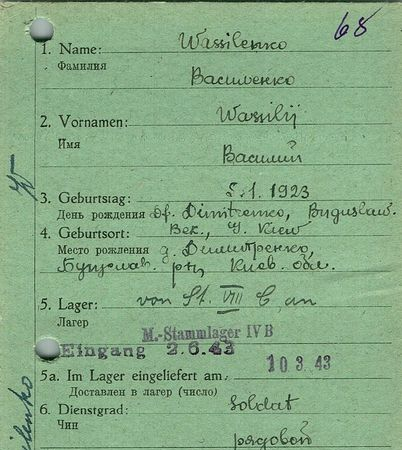 68
1. Name: Wassilenko
Фамилия
Василенко
2. Vornamen: Wassilij
Имя
Василий
3. Geburtstag: 5.1.1923
День рождения Df. Dimitrenko, Buguslaw.
4. Geburtsort: Bez., G. Kiew
Место рождения д. Димитренко,
Бугуслав. р-н, Киев. обл.
5. Lager: von St. VIII C, an
Лагер
M.-Stammlager IV B
Eingang 2.6.43
10 3. 43
5a. Im Lager eingeliefert am
Доставлен в лагер (число)
6. Dienstgrad: Soldat
Чин
рядовой